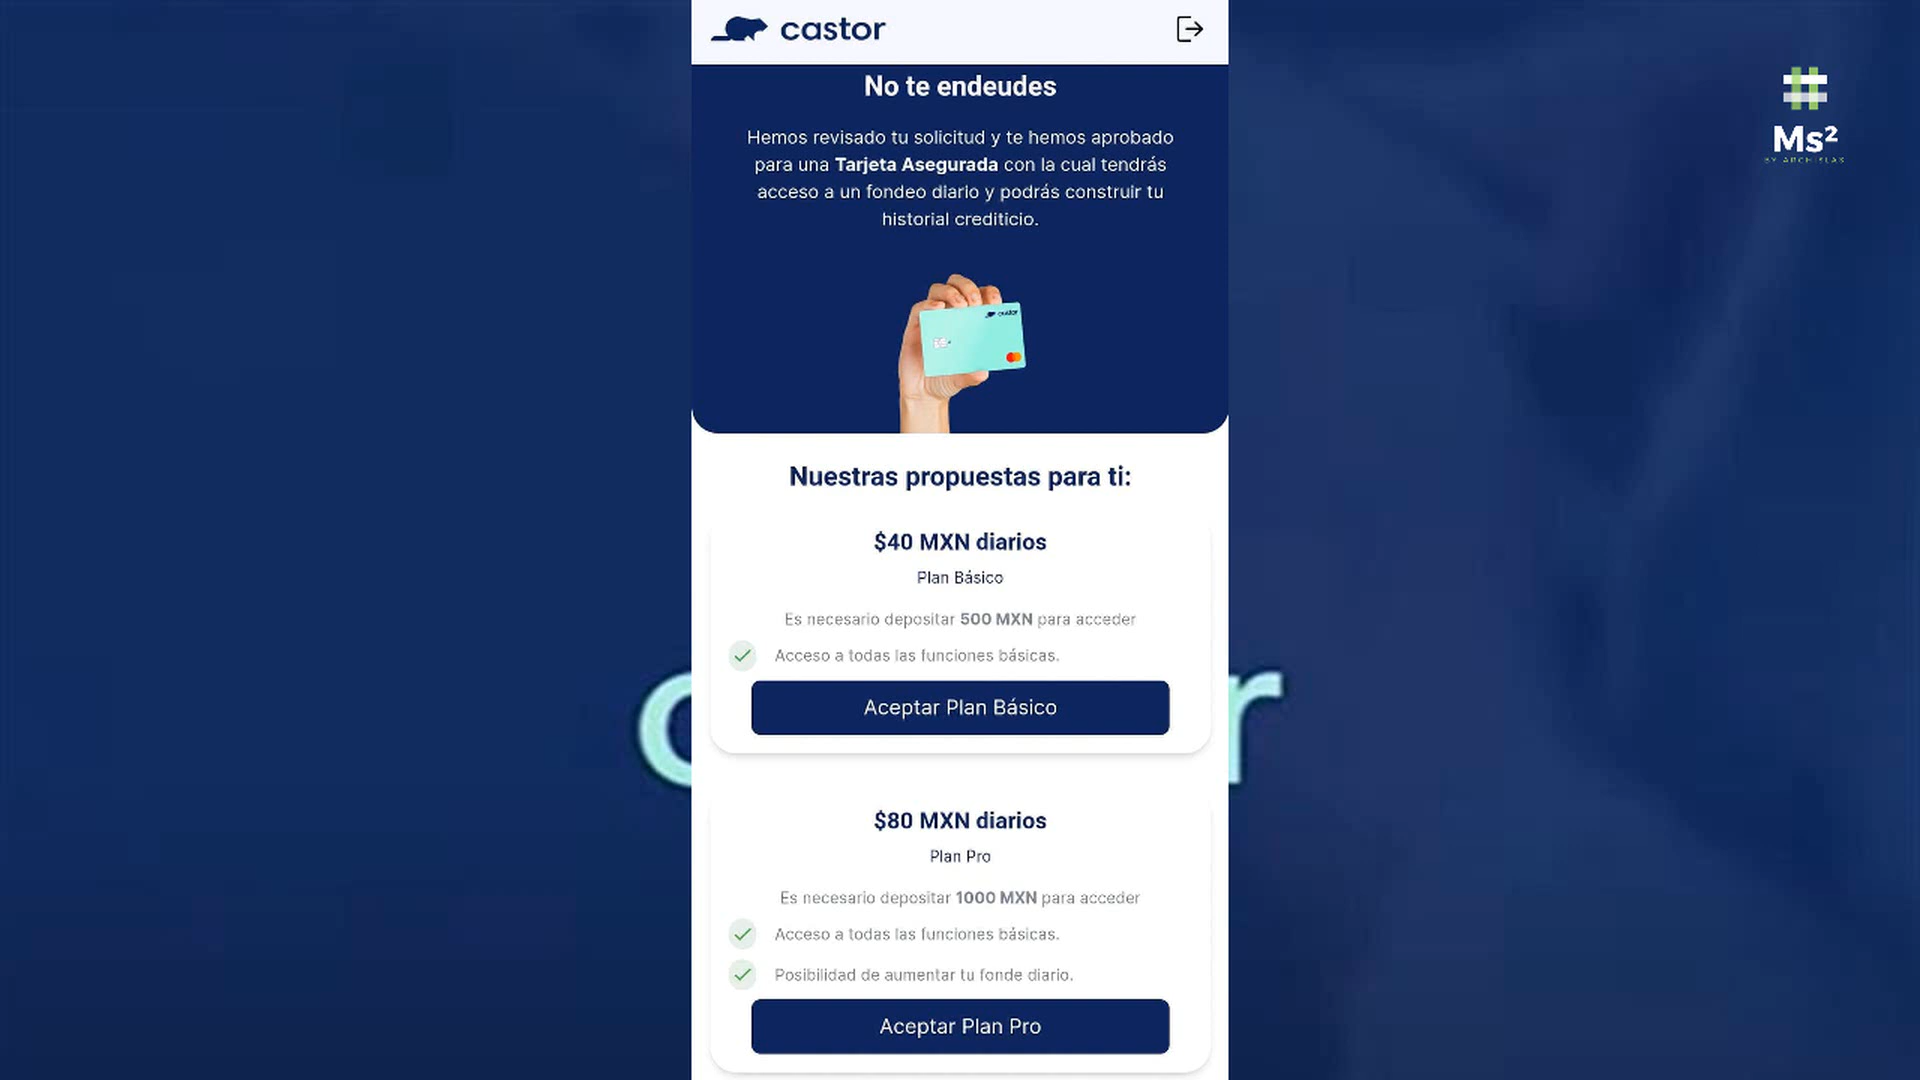 castor
No te endeudes
Hemos revisado tu solicitud y te hemos aprobado
para una Tarjeta Asegurada con la cual tendrás
acceso a un fondeo diario y podrás construir tu
historial crediticio.
castor
Nuestras propuestas para ti:
$40 MXN diarios
Plan Básico
Es necesario depositar 500 MXN para acceder
Acceso a todas las funciones básicas.
Aceptar Plan Básico
$80 MXN diarios
Plan Pro
Es necesario depositar 1000 MXN para acceder
Acceso a todas las funciones básicas.
Posibilidad de aumentar tu fonde diario.
Aceptar Plan Pro
Ms²
BY ARCHISLAS
c
r